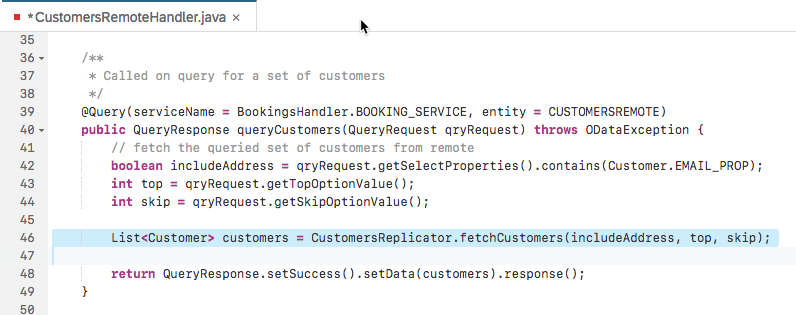 *CustomersRemoteHandler.java ×
35
36 /**
37 * Called on query for a set of customers
38 */
39 @Query(serviceName = BookingsHandler.BOOKING_SERVICE, entity = CUSTOMERSREMOTE)
40 public QueryResponse queryCustomers(QueryRequest qryRequest) throws ODataException {
41 // fetch the queried set of customers from remote
42 boolean includeAddress = qryRequest.getSelectProperties().contains(Customer.EMAIL_PROP);
43 int top = qryRequest.getTopOptionValue();
44 int skip = qryRequest.getSkipOptionValue();
45
46 List<Customer> customers = CustomersReplicator.fetchCustomers(includeAddress, top, skip);
47
48 return QueryResponse.setSuccess().setData(customers).response();
49 }
50